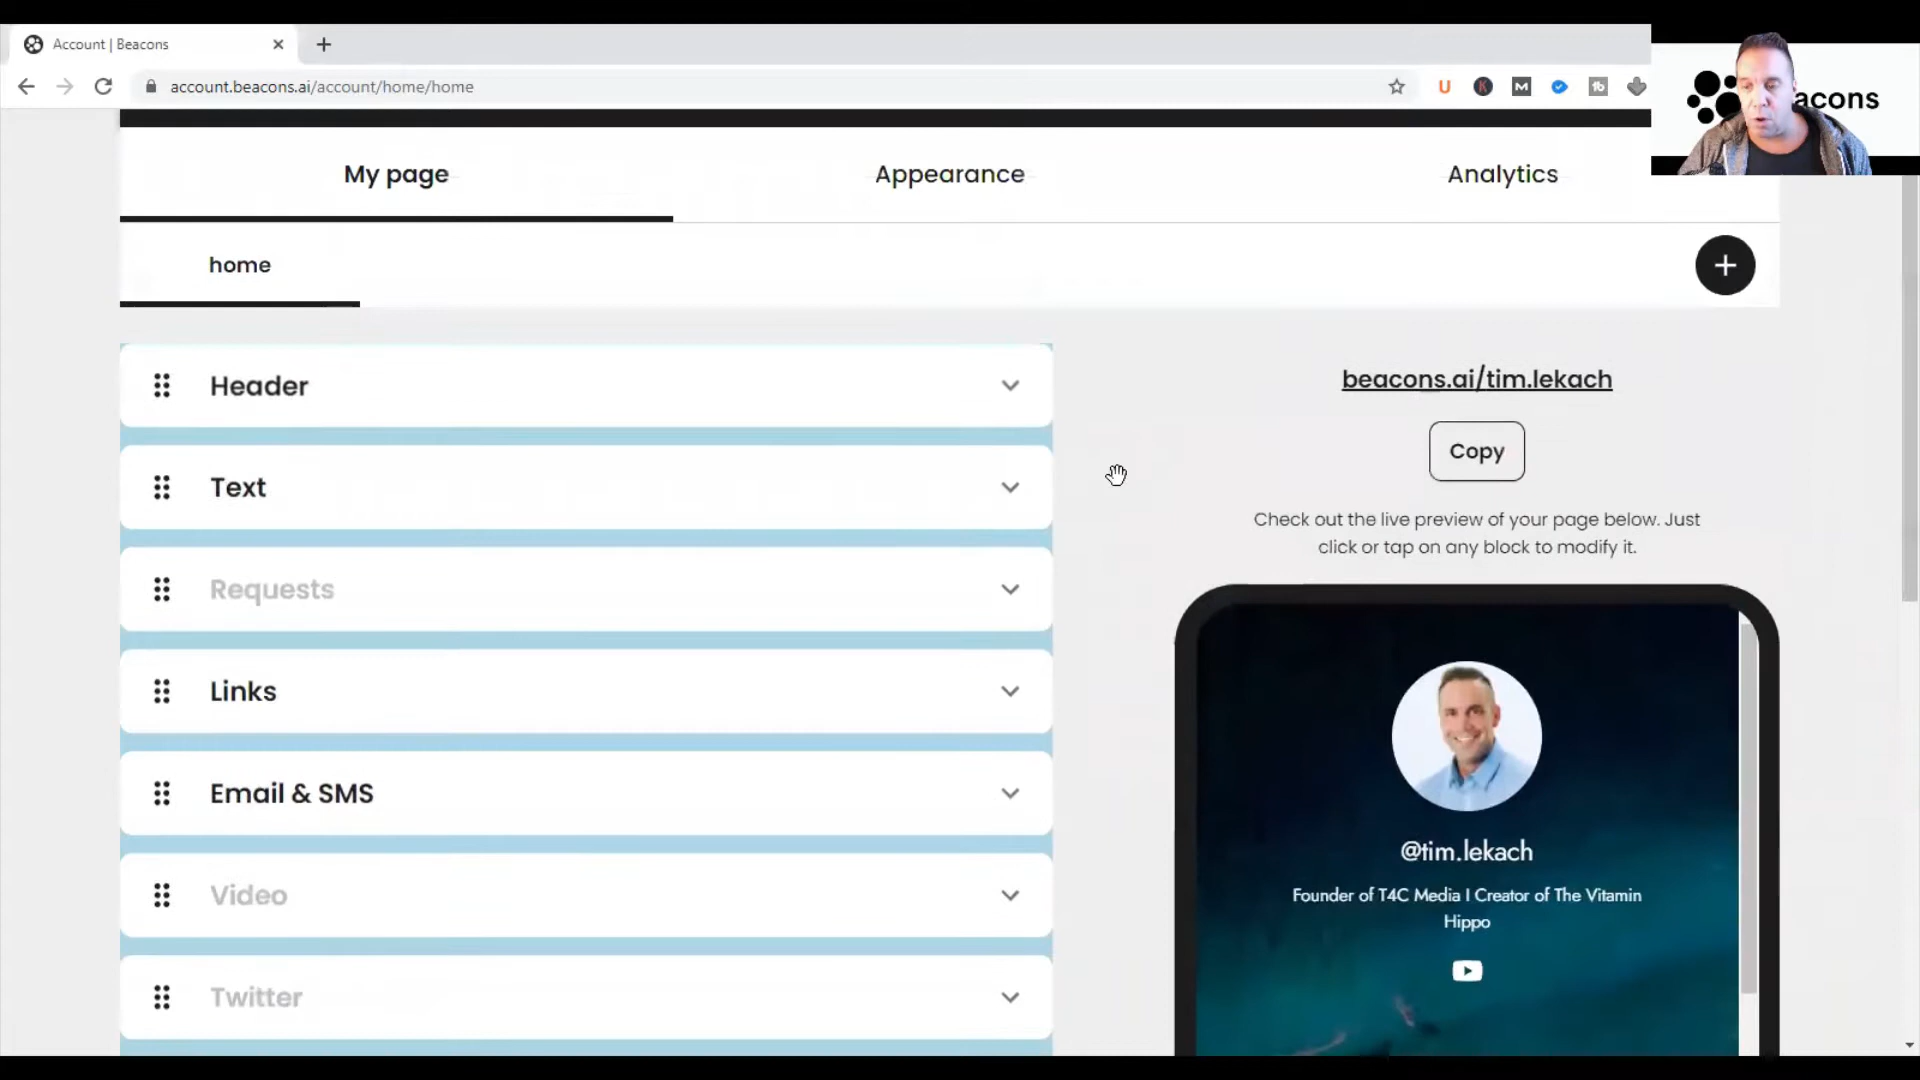 Account | Beacons
account.beacons.ai/account/home/home
acons
My page
Appearance
Analytics
home
Header
Text
Requests
Links
Email & SMS
Video
Twitter
beacons.ai/tim.lekach
Copy
Check out the live preview of your page below. Just
click or tap on any block to modify it.
@tim.lekach
Founder of T4C Media I Creator of The Vitamin
Hippo